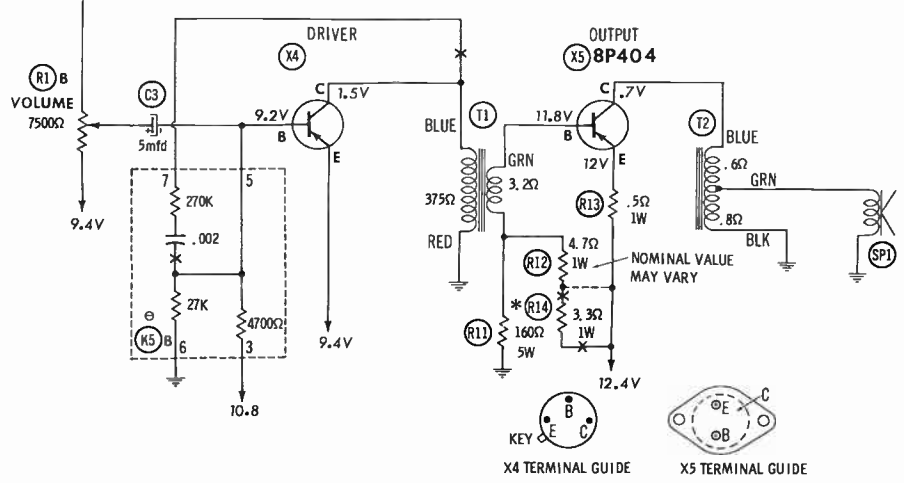 DRIVER
OUTPUT
X4
X5 8P404
R1 B
VOLUME
7500Ω
C3
5mfd
9.4V
9.2V
B
C
1.5V
E
9.4V
7
5
270K
.002
27K
4700Ω
⊖
K5 B
6
3
10.8
T1
BLUE
375Ω
RED
GRN
3.2Ω
11.8V
B
C
.7V
12V
E
R13
.5Ω
1W
R12
4.7Ω
1W
NOMINAL VALUE
MAY VARY
* R14
3.3Ω
1W
R11
160Ω
5W
12.4V
T2
BLUE
.6Ω
GRN
.8Ω
BLK
SP1
B
E
C
KEY
X4 TERMINAL GUIDE
E
B
C
X5 TERMINAL GUIDE